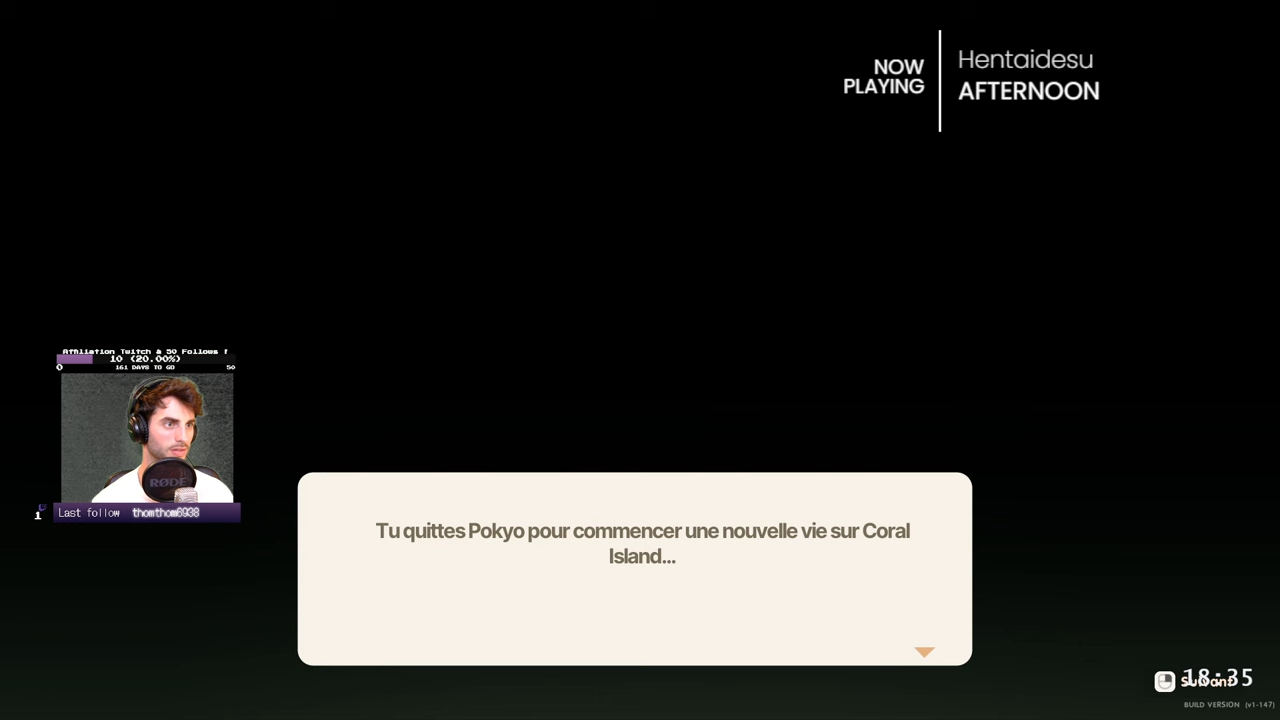 NOW
PLAYING
Hentaidesu
AFTERNOON
Affiliation Twitch & 50 Follows !
10 (20.00%)
0
161 DAYS TO GO
50
RØDE
1
Last follow thomthom6938
Tu quittes Pokyo pour commencer une nouvelle vie sur Coral
Island...
Suivant
18:35
BUILD VERSION (v1-147)